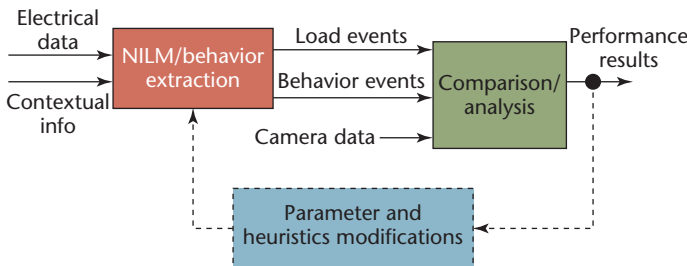 Electrical
data
Contextual
info
NILM/behavior
extraction
Load events
Behavior events
Camera data
Comparison/
analysis
Performance
results
Parameter and
heuristics modifications